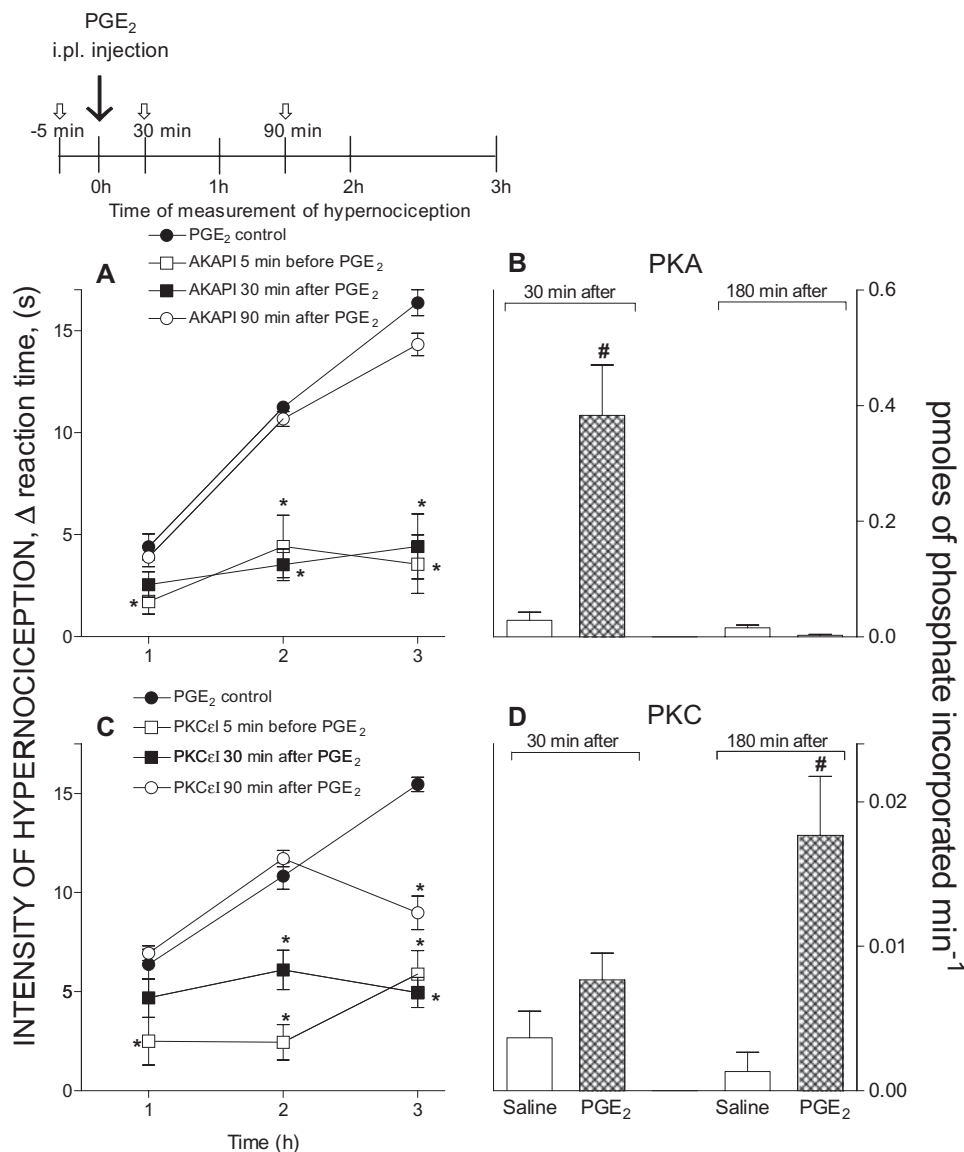 PGE2
i.pl. injection
-5 min
30 min
90 min
0h
1h
2h
3h
Time of measurement of hypernociception
INTENSITY OF HYPERNOCICEPTION, Δ reaction time, (s)
A
PGE2 control
AKAPI 5 min before PGE2
AKAPI 30 min after PGE2
AKAPI 90 min after PGE2
15
10
5
0
*
*
*
*
*
1
2
3
B
PKA
30 min after
180 min after
#
0.6
0.4
0.2
0.0
C
PGE2 control
PKCεI 5 min before PGE2
PKCεI 30 min after PGE2
PKCεI 90 min after PGE2
15
10
5
0
*
*
*
*
*
*
1
2
3
Time (h)
D
PKC
30 min after
180 min after
#
0.02
0.01
0.00
Saline
PGE2
Saline
PGE2
pmoles of phosphate incorporated min-1